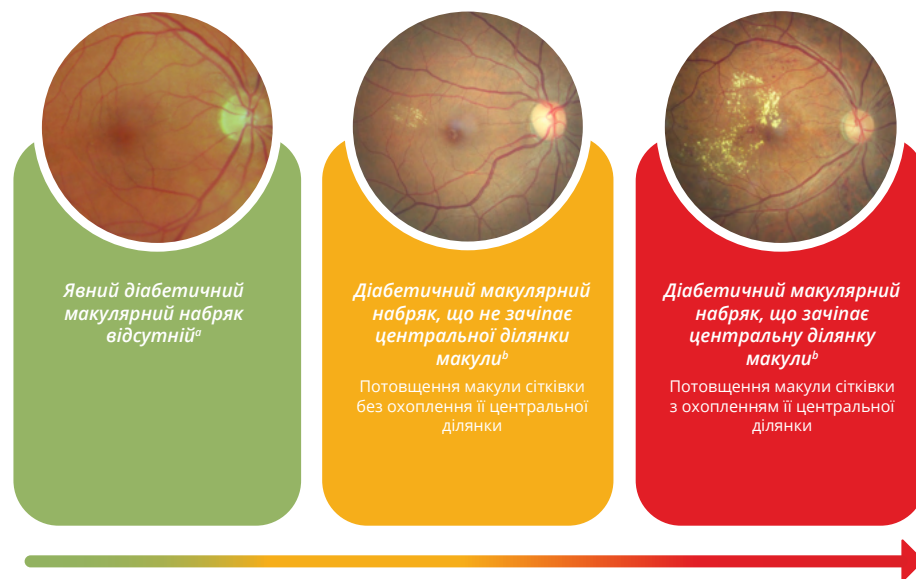 Явний діабетичний
макулярний набряк
відсутнійᵃ
Діабетичний макулярний
набряк, що не зачіпає
центральної ділянки
макулиᵇ
Потовщення макули сітківки
без охоплення її центральної
ділянки
Діабетичний макулярний
набряк, що зачіпає
центральну ділянку
макулиᵇ
Потовщення макули сітківки
з охопленням її центральної
ділянки